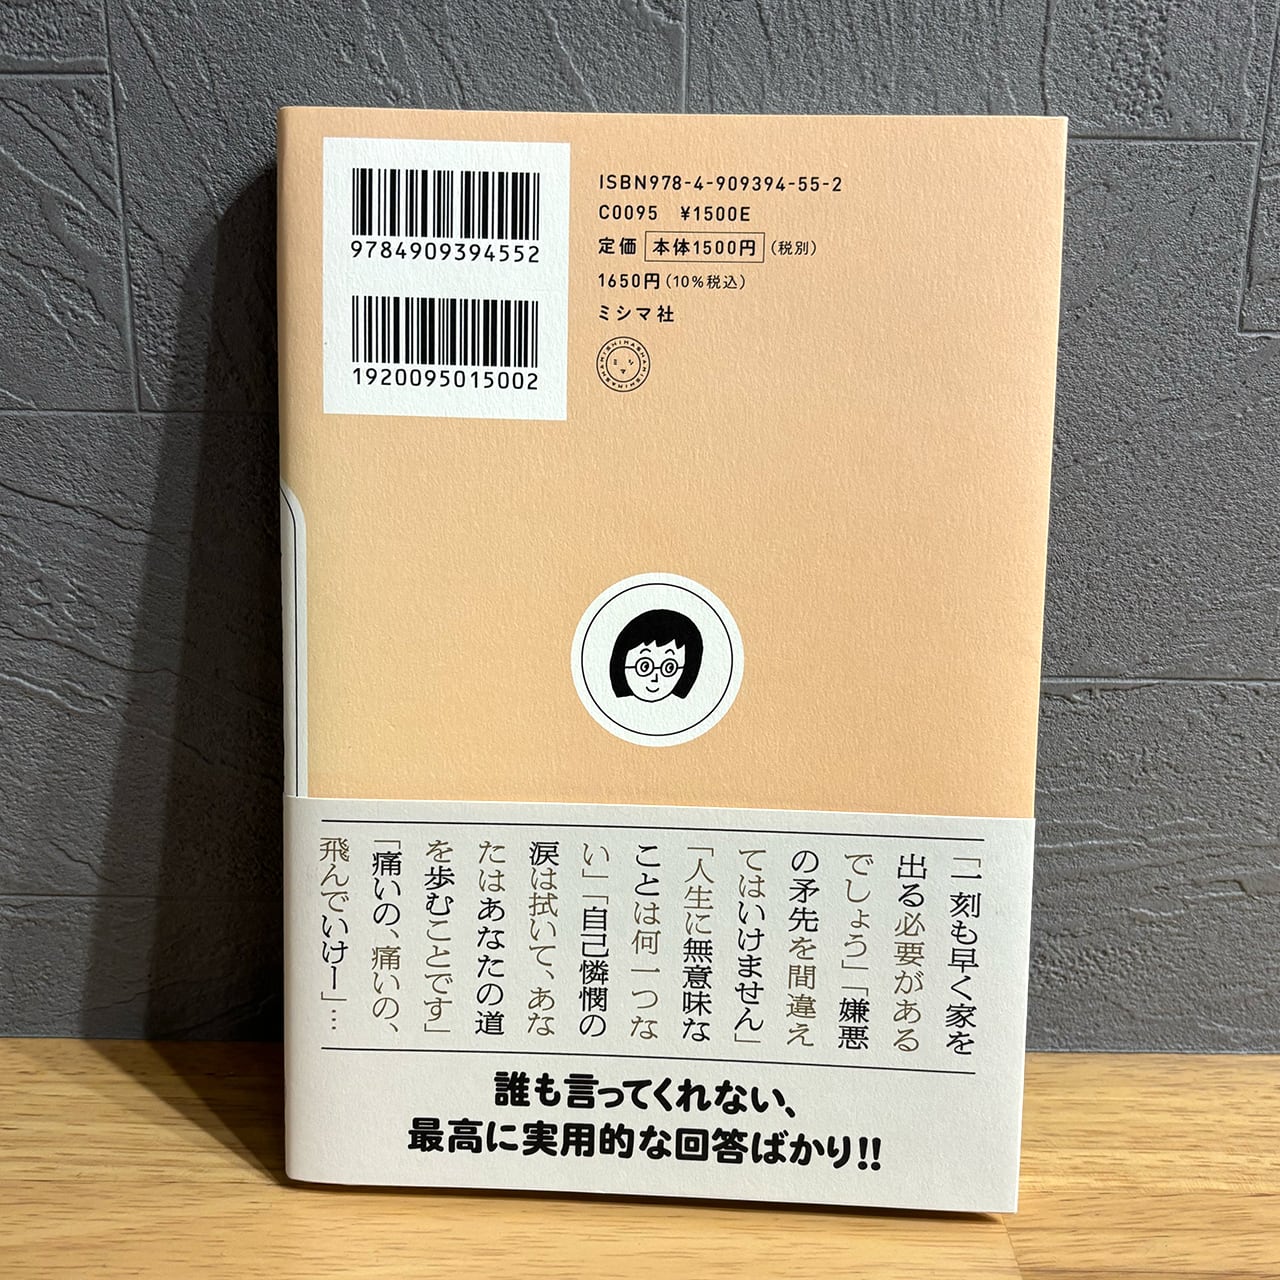 9784909394552
1920095015002
ISBN978-4-909394-55-2
C0095 ¥1500E
定価 本体1500円 (税別)
1650円(10%税込)
ミシマ社
ミシマ
「一刻も早く家を
出る必要がある
でしょう」「嫌悪
の矛先を間違え
てはいけません」
「人生に無意味な
ことは何一つな
い」「自己憐憫の
涙は拭いて、あな
たはあなたの道
を歩むことです」
「痛いの、痛いの、
飛んでいけー」…
誰も言ってくれない、
最高に実用的な回答ばかり!!